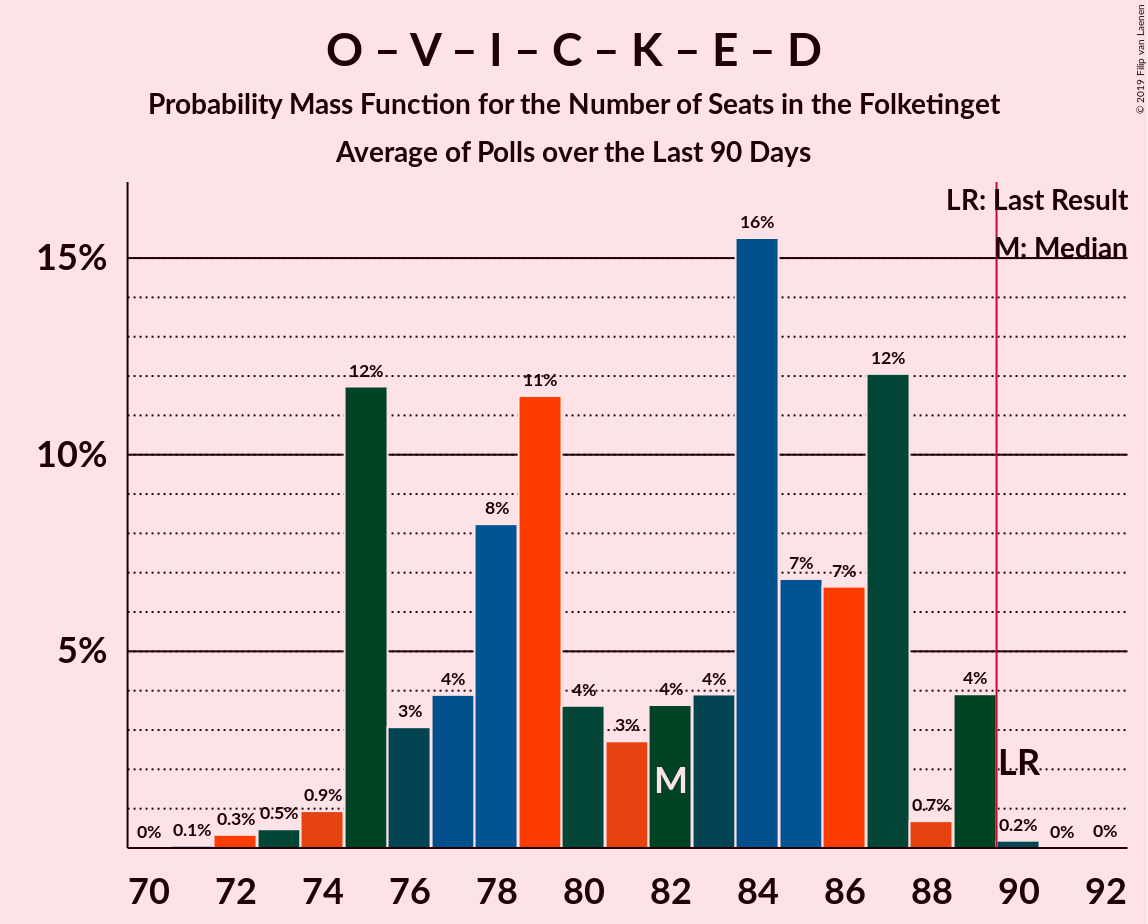 O – V – I – C – K – E – D
Probability Mass Function for the Number of Seats in the Folketinget
Average of Polls over the Last 90 Days
© 2019 Filip van Laenen
LR: Last Result
M: Median
15%
10%
5%
0%
0.1%
0.3%
0.5%
0.9%
12%
3%
4%
8%
11%
4%
3%
4%
4%
16%
7%
7%
12%
0.7%
4%
0.2%
0%
0%
M
LR
70 72 74 76 78 80 82 84 86 88 90 92